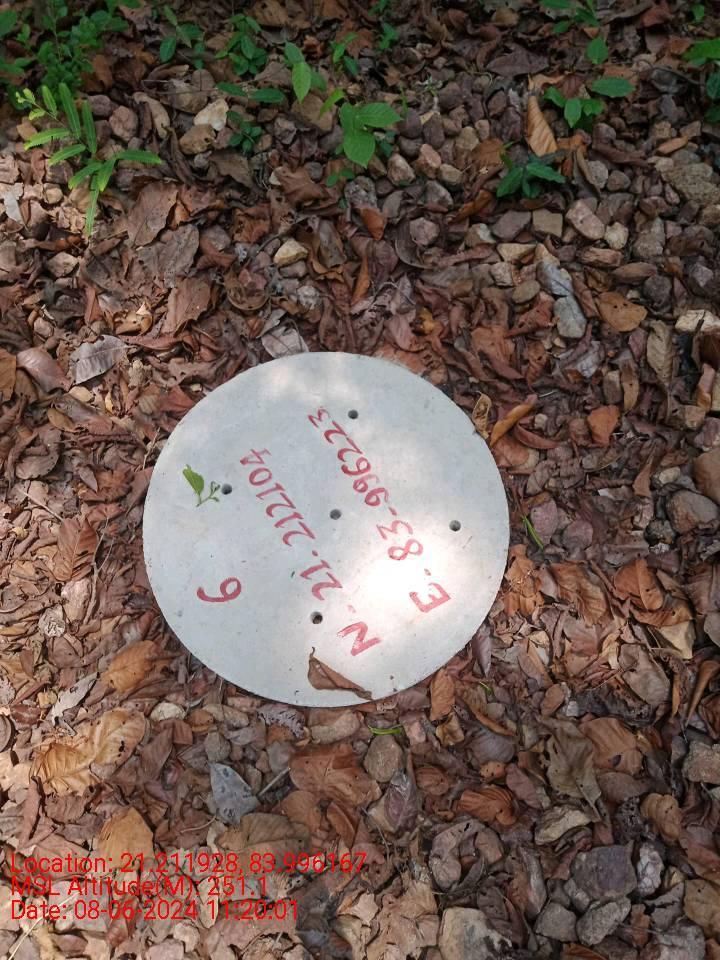 6
N. 21.212104
E. 83.996223
Location: 21.211928, 83.996167
MSL Altitude(M): 251.1
Date: 08-06-2024 11:20:01